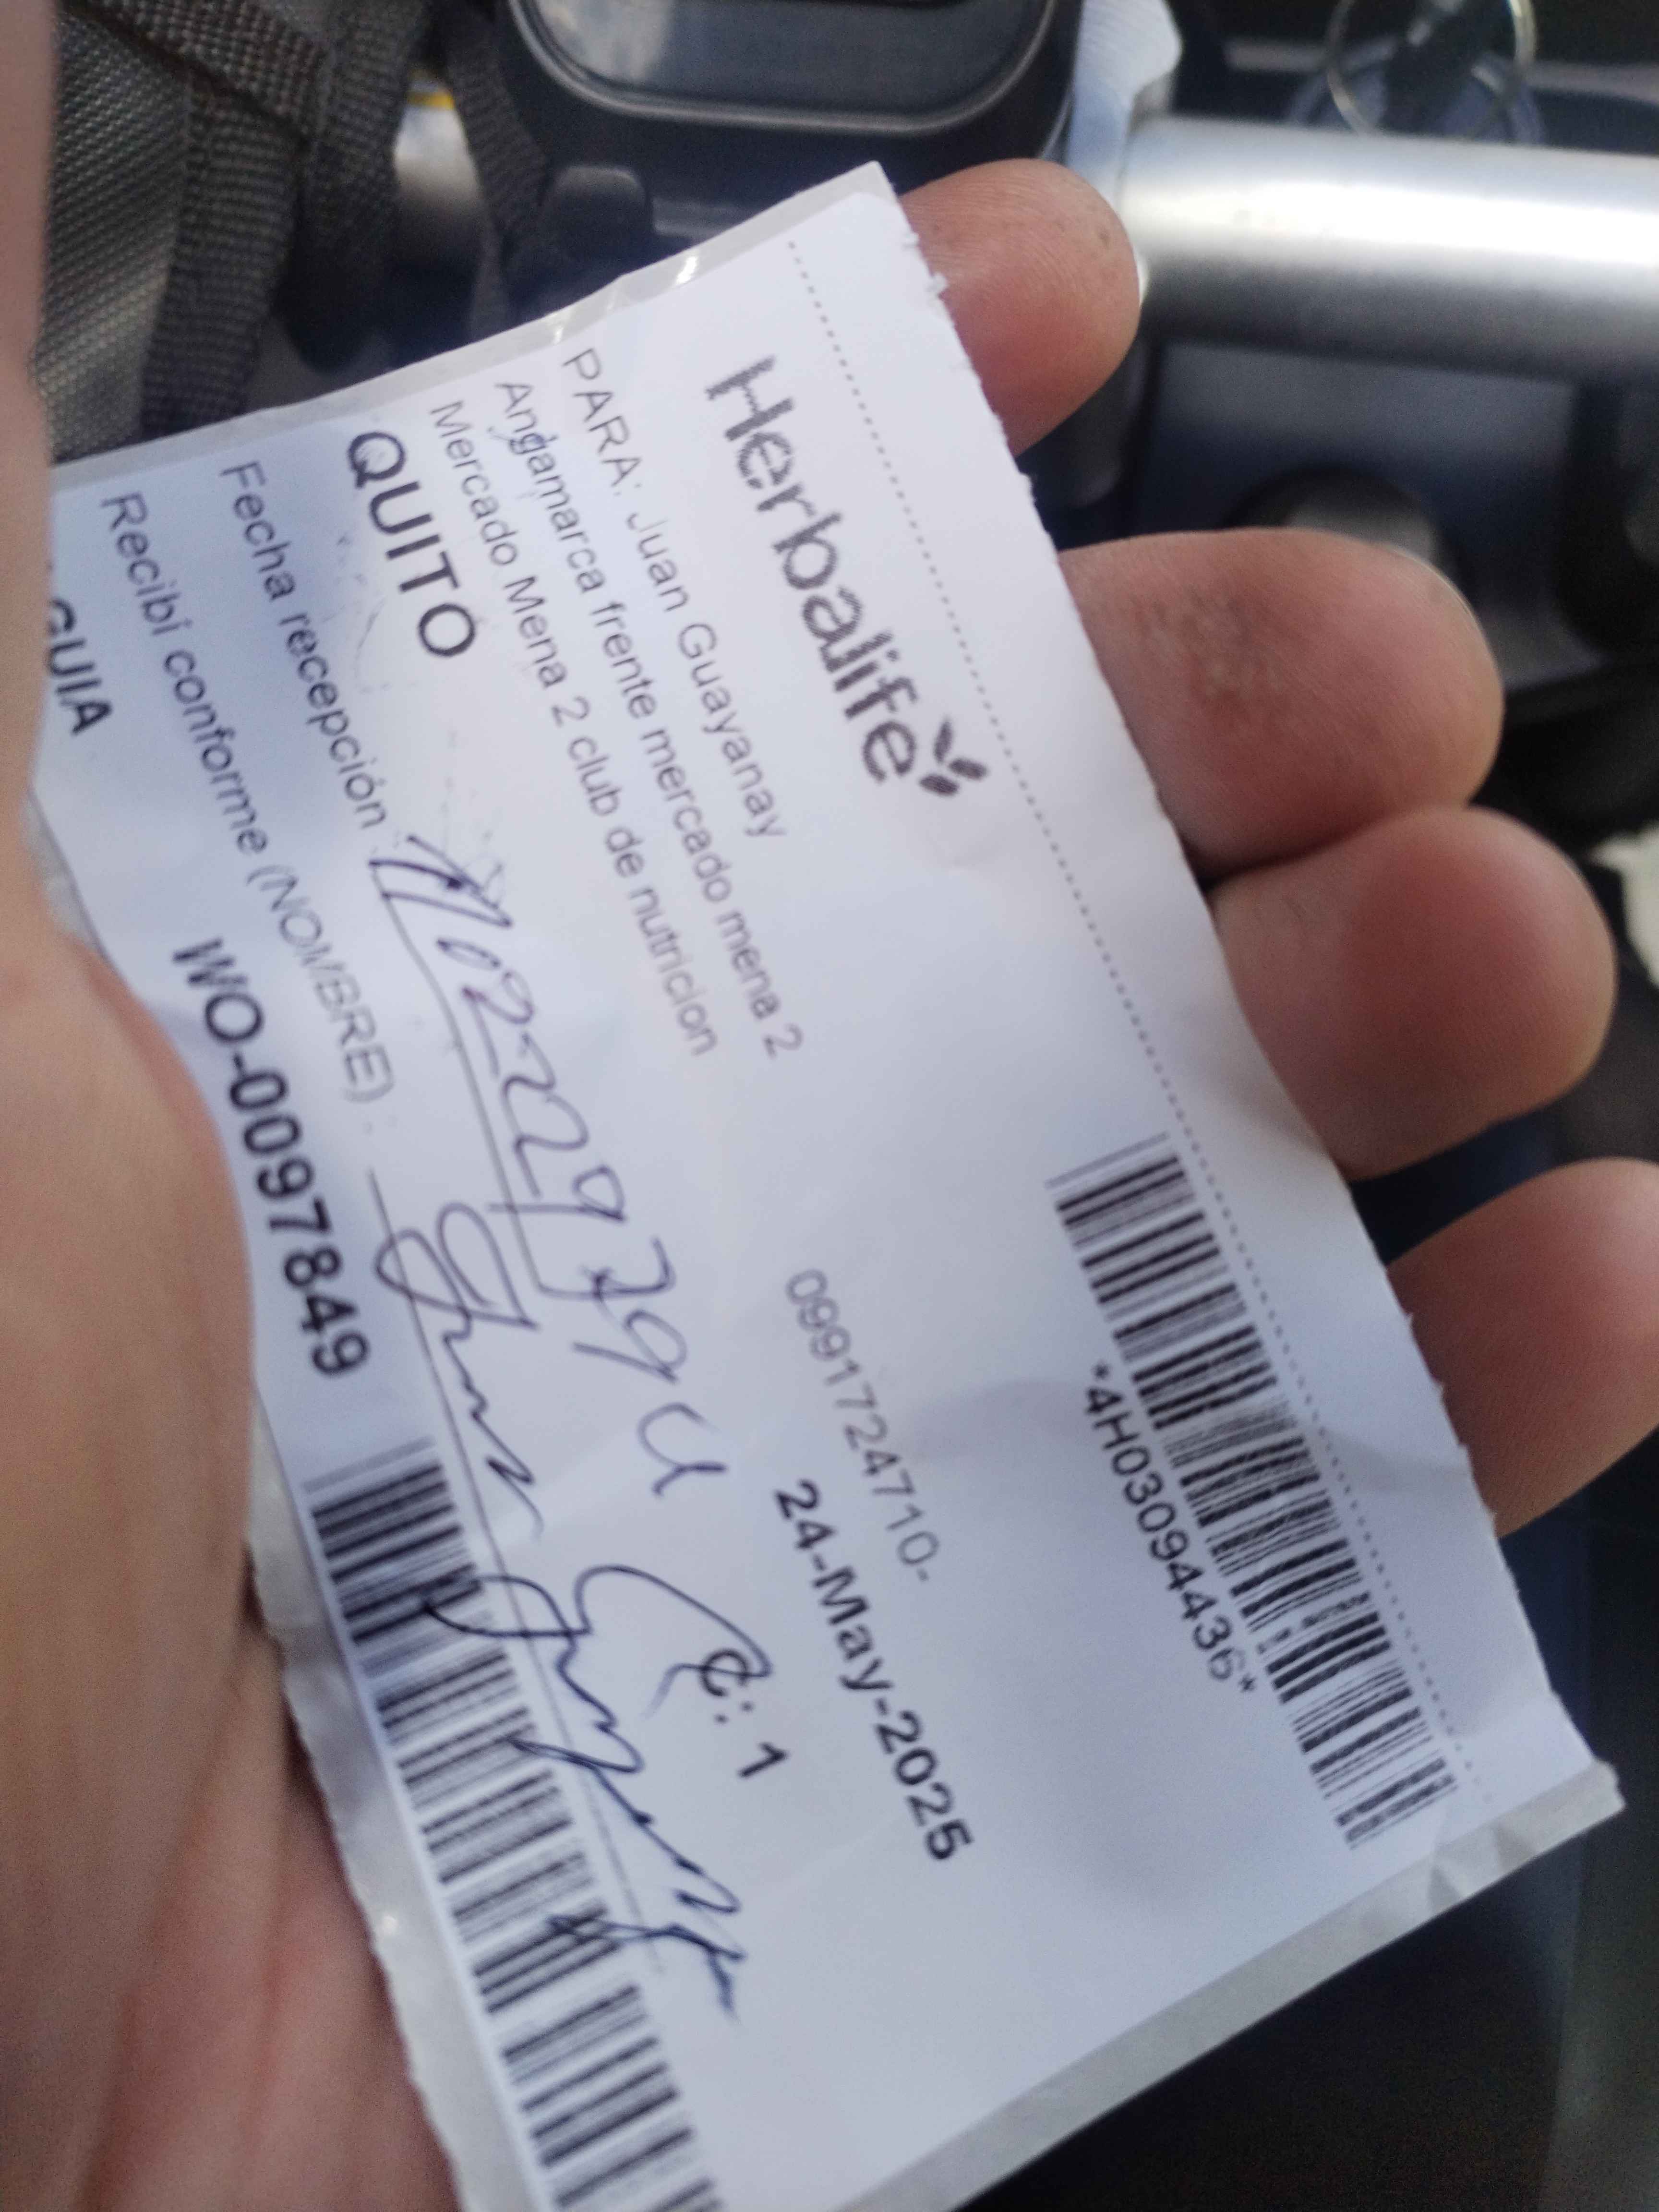 *4H03094436*
Herbalife
PARA: Juan Guayanay
0991724710-
Angamarca frente mercado mena 2
Mercado Mena 2 club de nutricion
24-May-2025
QUITO
C: 1
Fecha recepción
Recibí conforme (NOMBRE) :
GUIA
WO-0097849